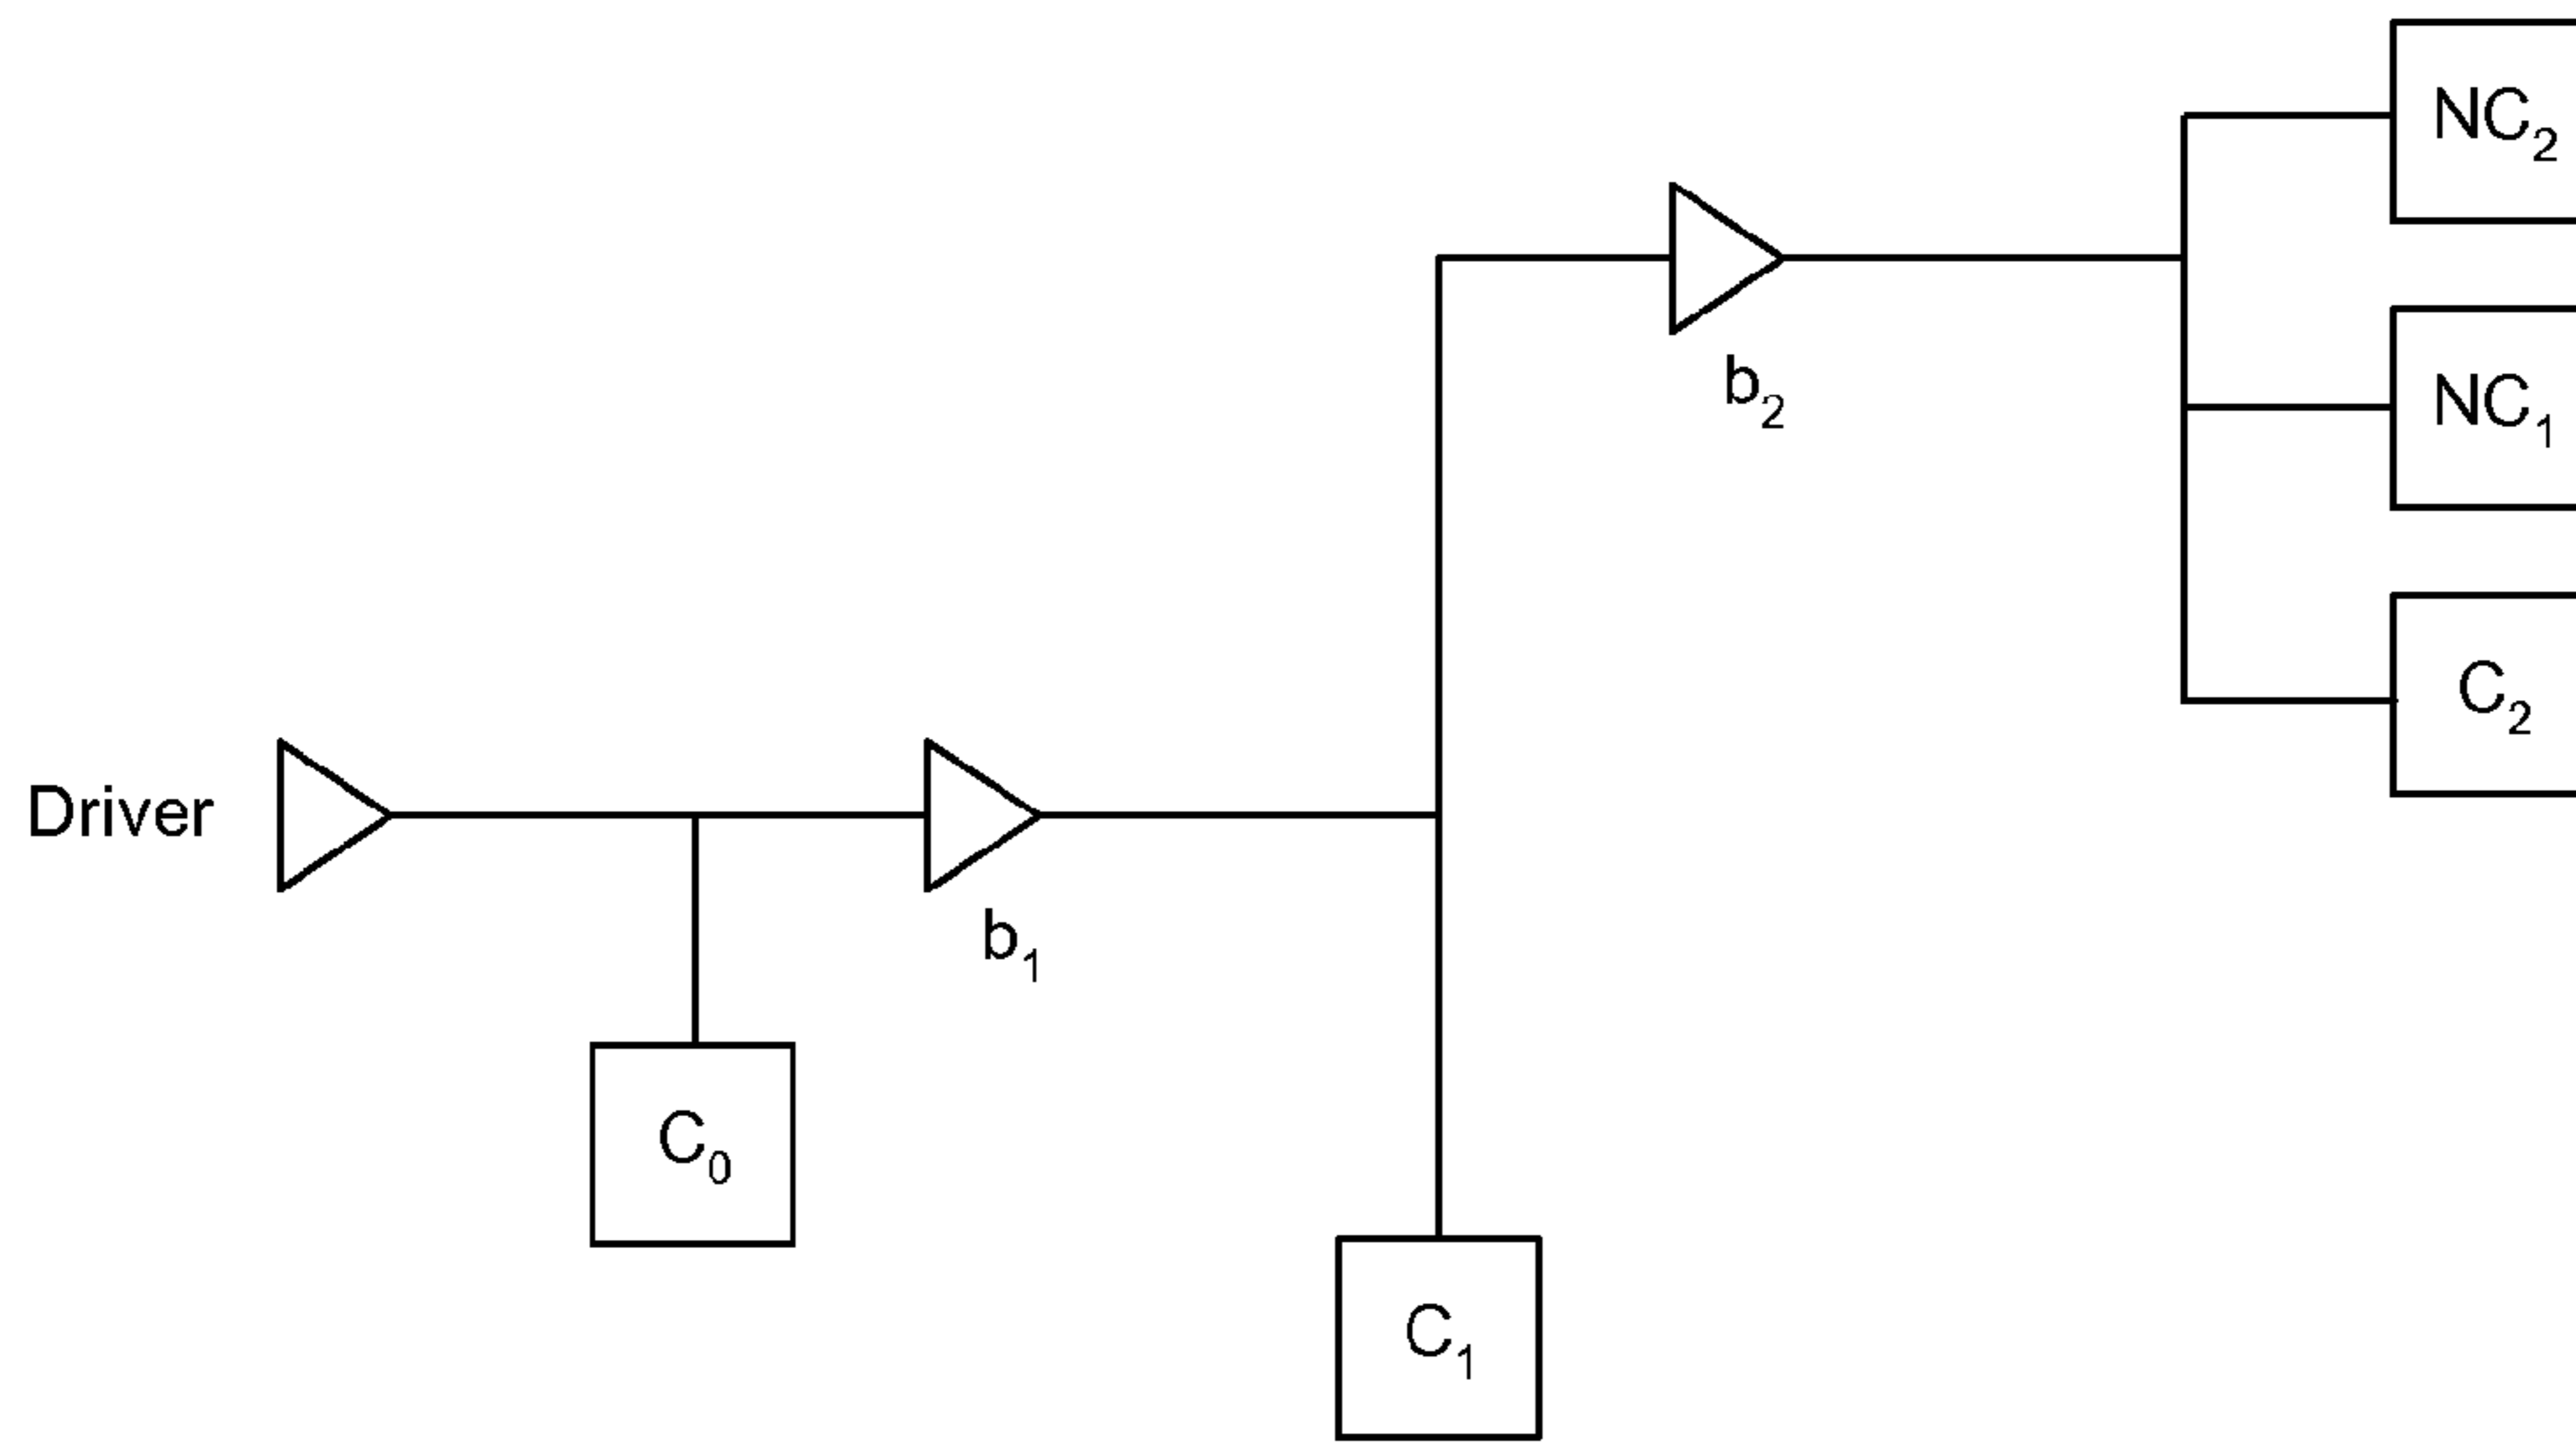 NC₂
b₂
NC₁
C₂
Driver
b₁
C₀
C₁